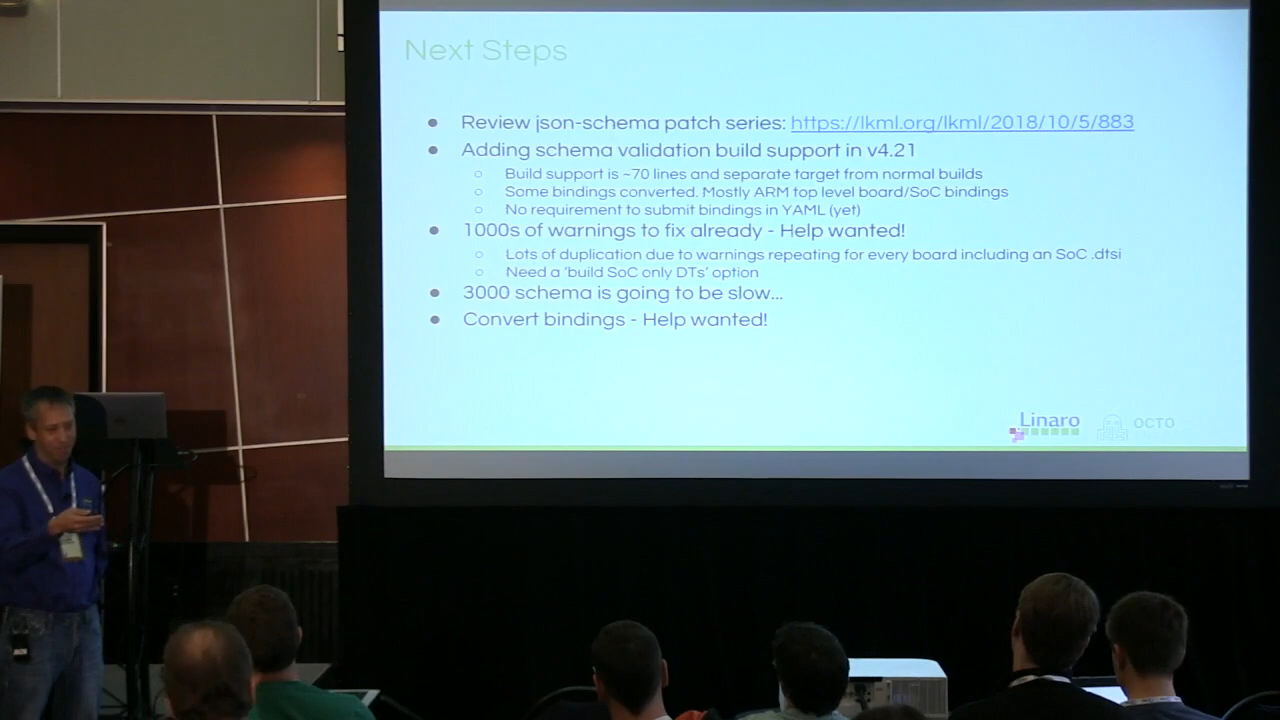 Next Steps
● Review json-schema patch series: https://lkml.org/lkml/2018/10/5/883
● Adding schema validation build support in v4.21
○ Build support is ~70 lines and separate target from normal builds
○ Some bindings converted. Mostly ARM top level board/SoC bindings
○ No requirement to submit bindings in YAML (yet)
● 1000s of warnings to fix already - Help wanted!
○ Lots of duplication due to warnings repeating for every board including an SoC .dtsi
○ Need a 'build SoC only DTs' option
● 3000 schema is going to be slow...
● Convert bindings - Help wanted!
Linaro OCTO